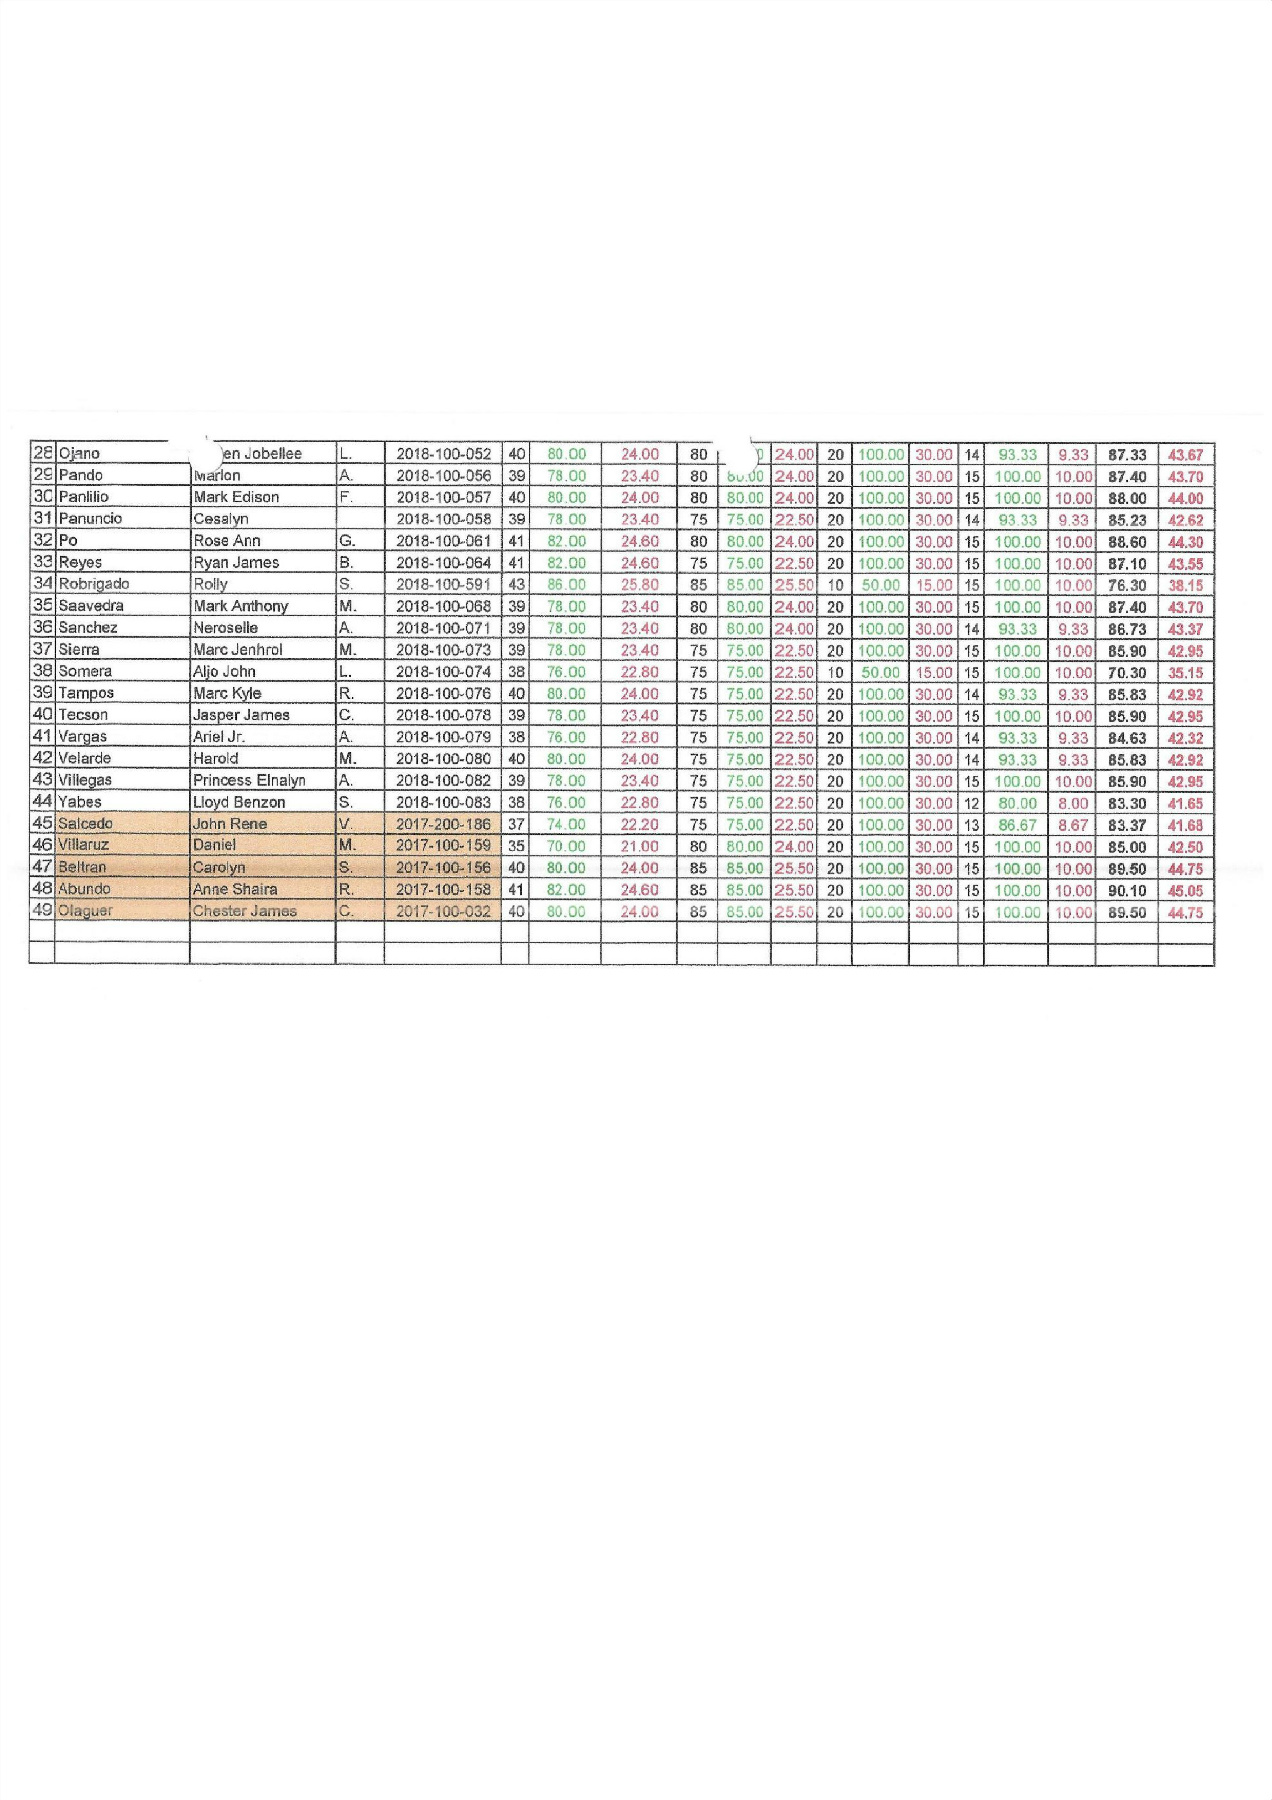 28 Ojano en Jobellee L. 2018-100-052 40 80.00 24.00 80 24.00 20 100.00 30.00 14 93.33 9.33 87.33 43.67
29 Pando Marlon A. 2018-100-056 39 78.00 23.40 80 80.00 24.00 20 100.00 30.00 15 100.00 10.00 87.40 43.70
30 Panlilio Mark Edison F. 2018-100-057 40 80.00 24.00 80 80.00 24.00 20 100.00 30.00 15 100.00 10.00 88.00 44.00
31 Panuncio Cesalyn 2018-100-058 39 78.00 23.40 75 75.00 22.50 20 100.00 30.00 14 93.33 9.33 85.23 42.62
32 Po Rose Ann G. 2018-100-061 41 82.00 24.60 80 80.00 24.00 20 100.00 30.00 15 100.00 10.00 88.60 44.30
33 Reyes Ryan James B. 2018-100-064 41 82.00 24.60 75 75.00 22.50 20 100.00 30.00 15 100.00 10.00 87.10 43.55
34 Robrigado Rolly S. 2018-100-591 43 86.00 25.80 85 85.00 25.50 10 50.00 15.00 15 100.00 10.00 76.30 38.15
35 Saavedra Mark Anthony M. 2018-100-068 39 78.00 23.40 80 80.00 24.00 20 100.00 30.00 15 100.00 10.00 87.40 43.70
36 Sanchez Neroselle A. 2018-100-071 39 78.00 23.40 80 80.00 24.00 20 100.00 30.00 14 93.33 9.33 86.73 43.37
37 Sierra Marc Jenhrol M. 2018-100-073 39 78.00 23.40 75 75.00 22.50 20 100.00 30.00 15 100.00 10.00 85.90 42.95
38 Somera Aljo John L. 2018-100-074 38 76.00 22.80 75 75.00 22.50 10 50.00 15.00 15 100.00 10.00 70.30 35.15
39 Tampos Marc Kyle R. 2018-100-076 40 80.00 24.00 75 75.00 22.50 20 100.00 30.00 14 93.33 9.33 85.83 42.92
40 Tecson Jasper James C. 2018-100-078 39 78.00 23.40 75 75.00 22.50 20 100.00 30.00 15 100.00 10.00 85.90 42.95
41 Vargas Ariel Jr. A. 2018-100-079 38 76.00 22.80 75 75.00 22.50 20 100.00 30.00 14 93.33 9.33 84.63 42.32
42 Velarde Harold M. 2018-100-080 40 80.00 24.00 75 75.00 22.50 20 100.00 30.00 14 93.33 9.33 85.83 42.92
43 Villegas Princess Elnalyn A. 2018-100-082 39 78.00 23.40 75 75.00 22.50 20 100.00 30.00 15 100.00 10.00 85.90 42.95
44 Yabes Lloyd Benzon S. 2018-100-083 38 76.00 22.80 75 75.00 22.50 20 100.00 30.00 12 80.00 8.00 83.30 41.65
45 Salcedo John Rene V. 2017-200-186 37 74.00 22.20 75 75.00 22.50 20 100.00 30.00 13 86.67 8.67 83.37 41.68
46 Villaruz Daniel M. 2017-100-159 35 70.00 21.00 80 80.00 24.00 20 100.00 30.00 15 100.00 10.00 85.00 42.50
47 Beltran Carolyn S. 2017-100-156 40 80.00 24.00 85 85.00 25.50 20 100.00 30.00 15 100.00 10.00 89.50 44.75
48 Abundo Anne Shaira R. 2017-100-158 41 82.00 24.60 85 85.00 25.50 20 100.00 30.00 15 100.00 10.00 90.10 45.05
49 Olaguer Chester James C. 2017-100-032 40 80.00 24.00 85 85.00 25.50 20 100.00 30.00 15 100.00 10.00 89.50 44.75